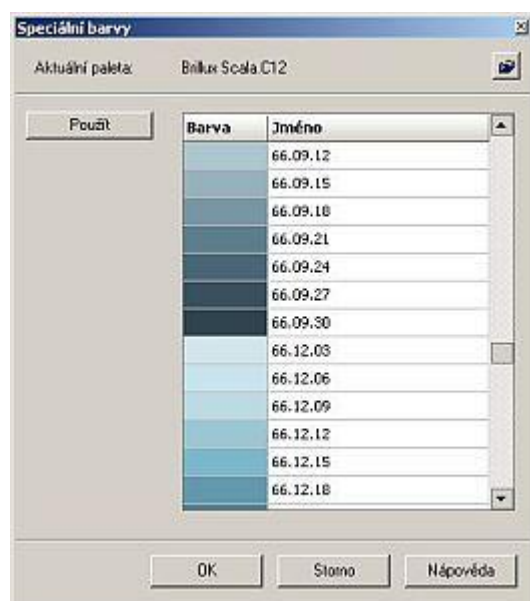 Speciální barvy
Aktuální paleta: Brillux Scala.C12
Použít
Barva Jméno
66.09.12
66.09.15
66.09.18
66.09.21
66.09.24
66.09.27
66.09.30
66.12.03
66.12.06
66.12.09
66.12.12
66.12.15
66.12.18
OK Storno Nápověda